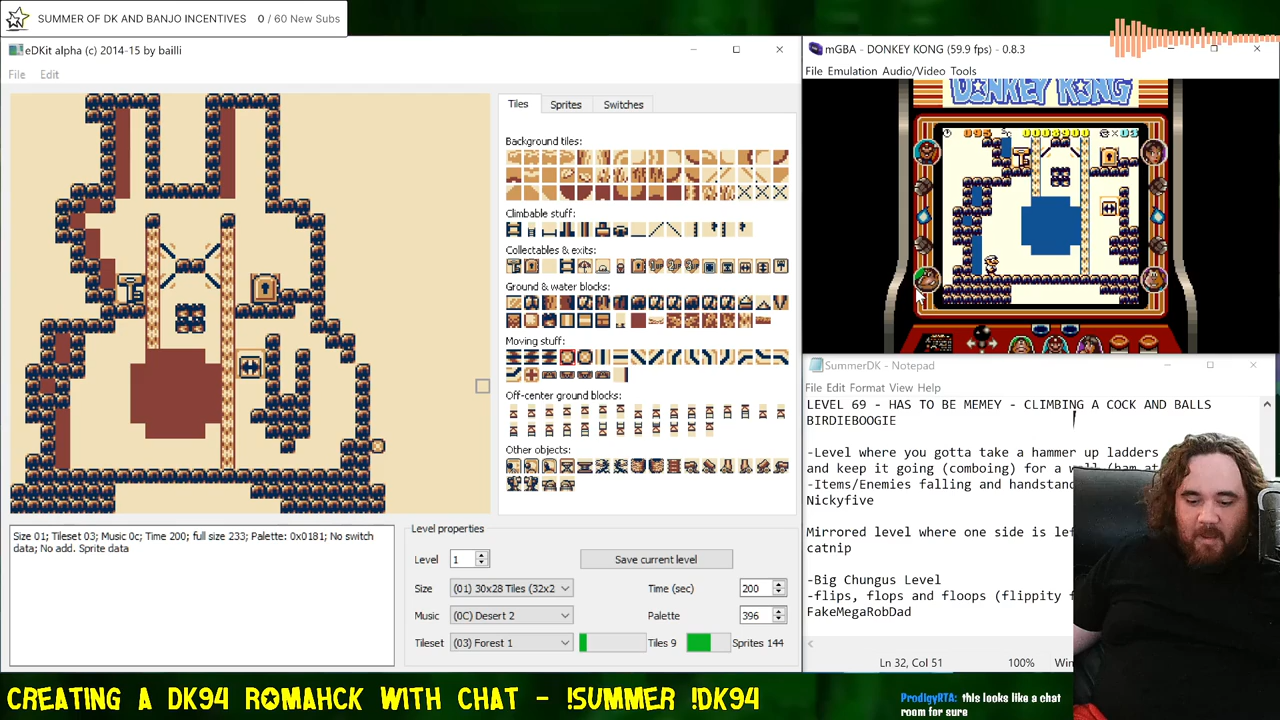 SUMMER OF DK AND BANJO INCENTIVES 0 / 60 New Subs
eDKit alpha (c) 2014-15 by bailli
File Edit
Tiles Sprites Switches
Background tiles:
Climbable stuff:
Collectables & exits:
Ground & water blocks:
Moving stuff:
Off-center ground blocks:
Other objects:
Size 01; Tileset 03; Music 0c; Time 200; full size 233; Palette: 0x0181; No switch
data; No add. Sprite data
Level properties
Level 1 Save current level
Size (01) 30x28 Tiles (32x2 Time (sec) 200
Music (0C) Desert 2 Palette 396
Tileset (03) Forest 1 Tiles 9 Sprites 144
mGBA - DONKEY KONG (59.9 fps) - 0.8.3
File Emulation Audio/Video Tools
DONKEY KONG
095 003900 ×03
SummerDK - Notepad
File Edit Format View Help
LEVEL 69 - HAS TO BE MEMEY - CLIMBING A COCK AND BALLS
BIRDIEBOOGIE
-Level where you gotta take a hammer up ladders
and keep it going (comboing) for a
-Items/Enemies falling and handstand
Nickyfive
Mirrored level where one side is
catnip
-Big Chungus Level
-flips, flops and floops (flippity
FakeMegaRobDad
Ln 32, Col 51 100%
CREATING A DK94 ROMAHCK WITH CHAT - !SUMMER !DK94
ProdigyRTA: this looks like a chat
room for sure